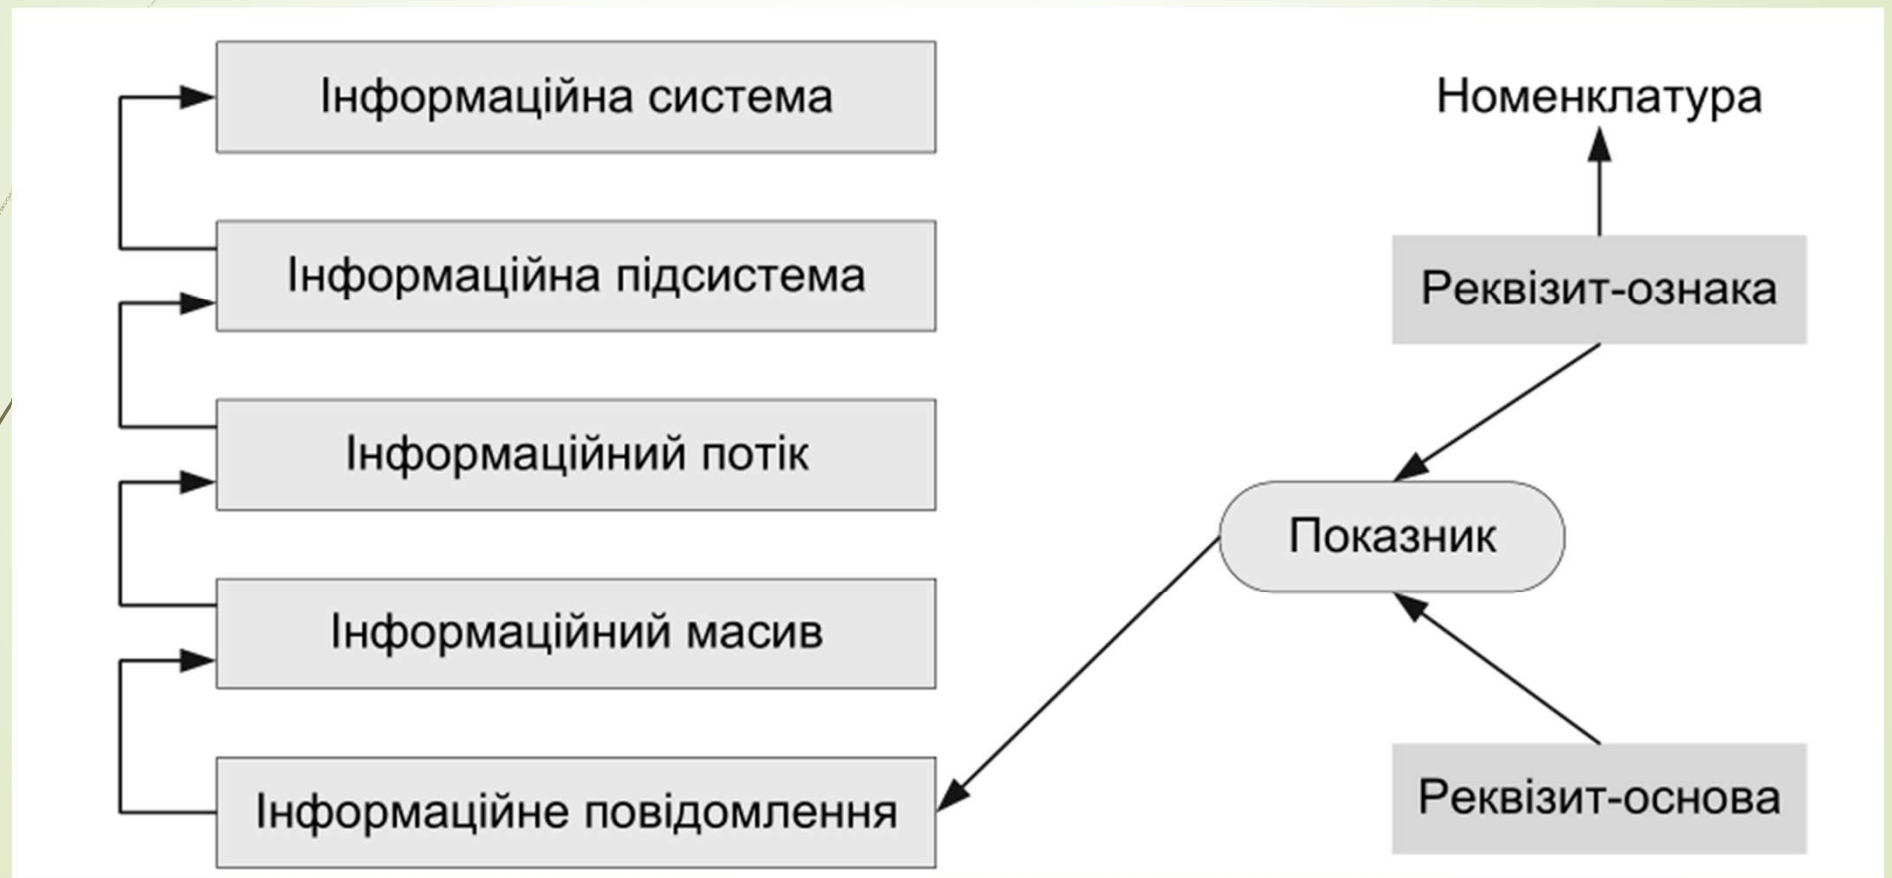 Інформаційна система
Інформаційна підсистема
Інформаційний потік
Інформаційний масив
Інформаційне повідомлення
Номенклатура
Реквізит-ознака
Показник
Реквізит-основа